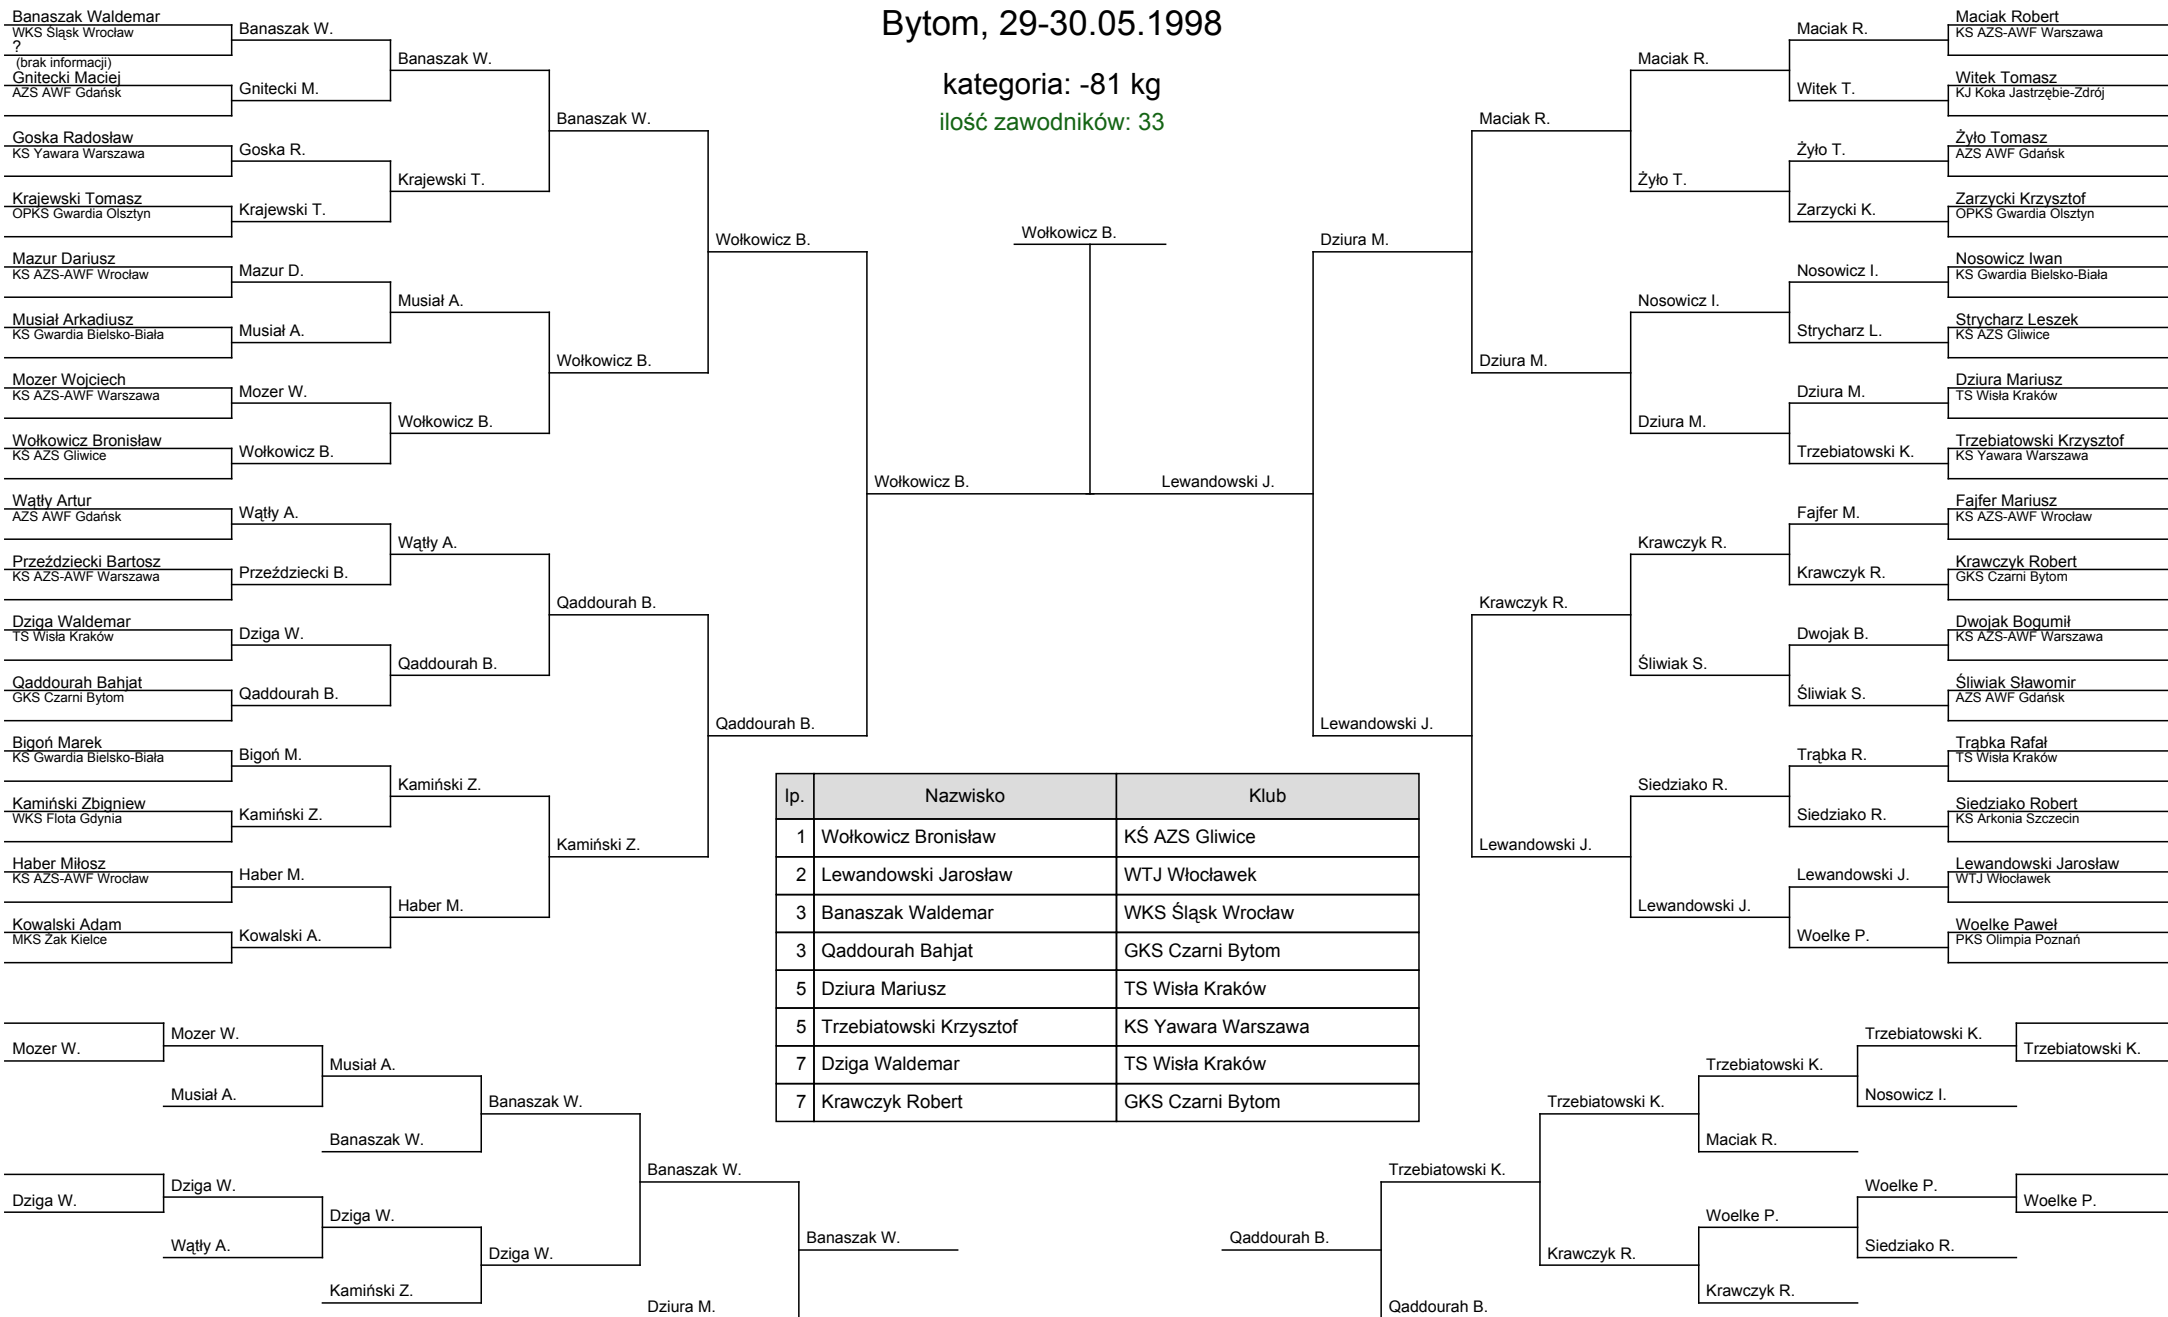 Bytom, 29-30.05.1998
kategoria: -81 kg
ilość zawodników: 33
Banaszak Waldemar
WKS Śląsk Wrocław
?
(brak informacji)
Gnitecki Maciej
AZS AWF Gdańsk
Goska Radosław
KS Yawara Warszawa
Krajewski Tomasz
OPKS Gwardia Olsztyn
Mazur Dariusz
KS AZS-AWF Wrocław
Musiał Arkadiusz
KS Gwardia Bielsko-Biała
Mozer Wojciech
KS AZS-AWF Warszawa
Wołkowicz Bronisław
KŚ AZS Gliwice
Wątły Artur
AZS AWF Gdańsk
Przeździecki Bartosz
KS AZS-AWF Warszawa
Dziga Waldemar
TS Wisła Kraków
Qaddourah Bahjat
GKS Czarni Bytom
Bigoń Marek
KS Gwardia Bielsko-Biała
Kamiński Zbigniew
WKS Flota Gdynia
Haber Miłosz
KS AZS-AWF Wrocław
Kowalski Adam
MKS Żak Kielce
Banaszak W.
Gnitecki M.
Goska R.
Krajewski T.
Mazur D.
Musiał A.
Mozer W.
Wołkowicz B.
Wątły A.
Przeździecki B.
Dziga W.
Qaddourah B.
Bigoń M.
Kamiński Z.
Haber M.
Kowalski A.
Banaszak W.
Krajewski T.
Musiał A.
Wołkowicz B.
Wątły A.
Qaddourah B.
Kamiński Z.
Haber M.
Banaszak W.
Wołkowicz B.
Qaddourah B.
Kamiński Z.
Wołkowicz B.
Qaddourah B.
Wołkowicz B.
Wołkowicz B.
Lewandowski J.
Dziura M.
Lewandowski J.
Maciak R.
Dziura M.
Krawczyk R.
Lewandowski J.
Maciak R.
Żyło T.
Nosowicz I.
Dziura M.
Krawczyk R.
Śliwiak S.
Siedziako R.
Lewandowski J.
Maciak R.
Witek T.
Żyło T.
Zarzycki K.
Nosowicz I.
Strycharz L.
Dziura M.
Trzebiatowski K.
Fajfer M.
Krawczyk R.
Dwojak B.
Śliwiak S.
Trąbka R.
Siedziako R.
Lewandowski J.
Woelke P.
Maciak Robert
KS AZS-AWF Warszawa
Witek Tomasz
KJ Koka Jastrzębie-Zdrój
Żyło Tomasz
AZS AWF Gdańsk
Zarzycki Krzysztof
OPKS Gwardia Olsztyn
Nosowicz Iwan
KS Gwardia Bielsko-Biała
Strycharz Leszek
KŚ AZS Gliwice
Dziura Mariusz
TS Wisła Kraków
Trzebiatowski Krzysztof
KS Yawara Warszawa
Fajfer Mariusz
KS AZS-AWF Wrocław
Krawczyk Robert
GKS Czarni Bytom
Dwojak Bogumił
KS AZS-AWF Warszawa
Śliwiak Sławomir
AZS AWF Gdańsk
Trąbka Rafał
TS Wisła Kraków
Siedziako Robert
KS Arkonia Szczecin
Lewandowski Jarosław
WTJ Włocławek
Woelke Paweł
PKS Olimpia Poznań
lp. Nazwisko Klub
1 Wołkowicz Bronisław KŚ AZS Gliwice
2 Lewandowski Jarosław WTJ Włocławek
3 Banaszak Waldemar WKS Śląsk Wrocław
3 Qaddourah Bahjat GKS Czarni Bytom
5 Dziura Mariusz TS Wisła Kraków
5 Trzebiatowski Krzysztof KS Yawara Warszawa
7 Dziga Waldemar TS Wisła Kraków
7 Krawczyk Robert GKS Czarni Bytom
Mozer W.
Dziga W.
Mozer W.
Musiał A.
Dziga W.
Wątły A.
Musiał A.
Banaszak W.
Dziga W.
Kamiński Z.
Banaszak W.
Dziga W.
Banaszak W.
Dziura M.
Banaszak W.
Qaddourah B.
Trzebiatowski K.
Qaddourah B.
Trzebiatowski K.
Krawczyk R.
Trzebiatowski K.
Maciak R.
Woelke P.
Krawczyk R.
Trzebiatowski K.
Nosowicz I.
Woelke P.
Siedziako R.
Trzebiatowski K.
Woelke P.